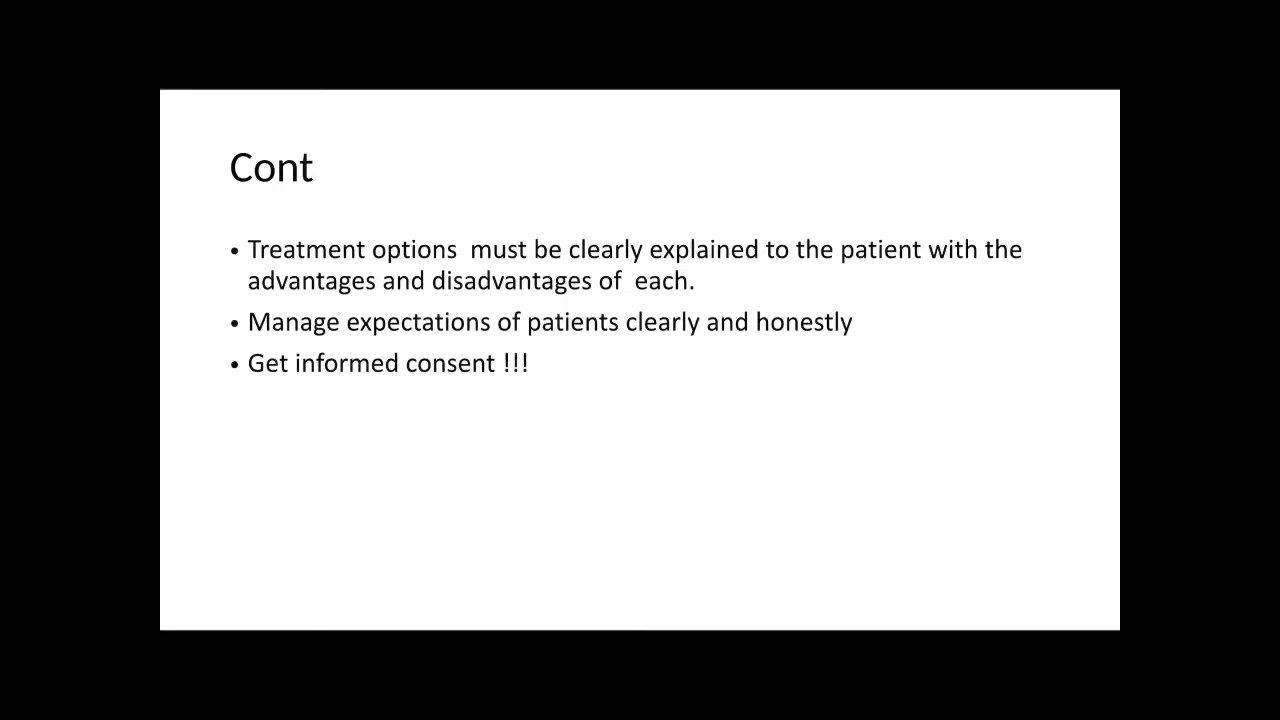 Cont
• Treatment options  must be clearly explained to the patient with the
advantages and disadvantages of  each.
• Manage expectations of patients clearly and honestly
• Get informed consent !!!